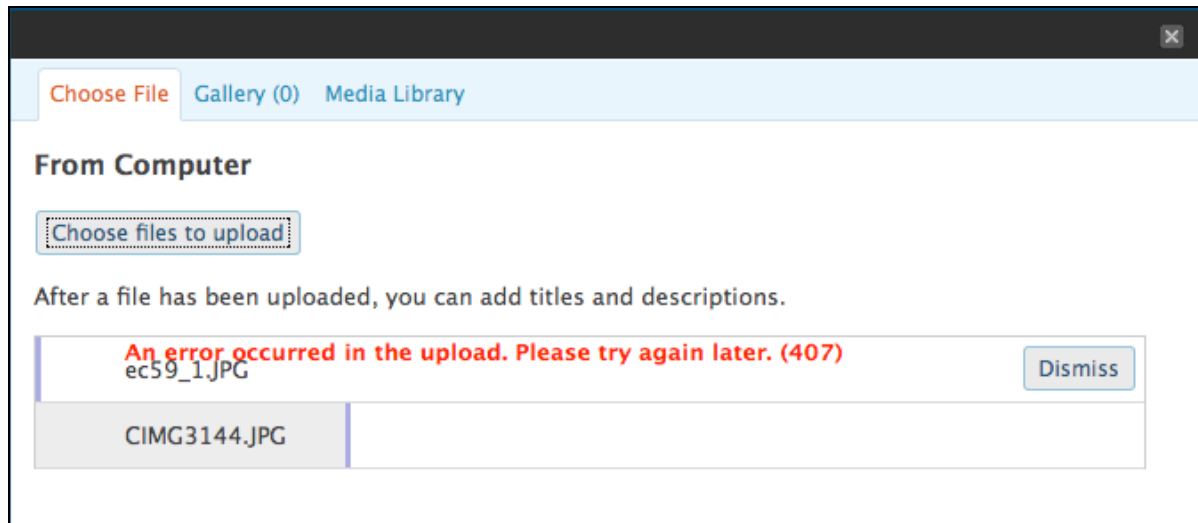 Choose File Gallery (0) Media Library
From Computer
Choose files to upload
After a file has been uploaded, you can add titles and descriptions.
An error occurred in the upload. Please try again later. (407)
ec59_1.JPG
Dismiss
CIMG3144.JPG